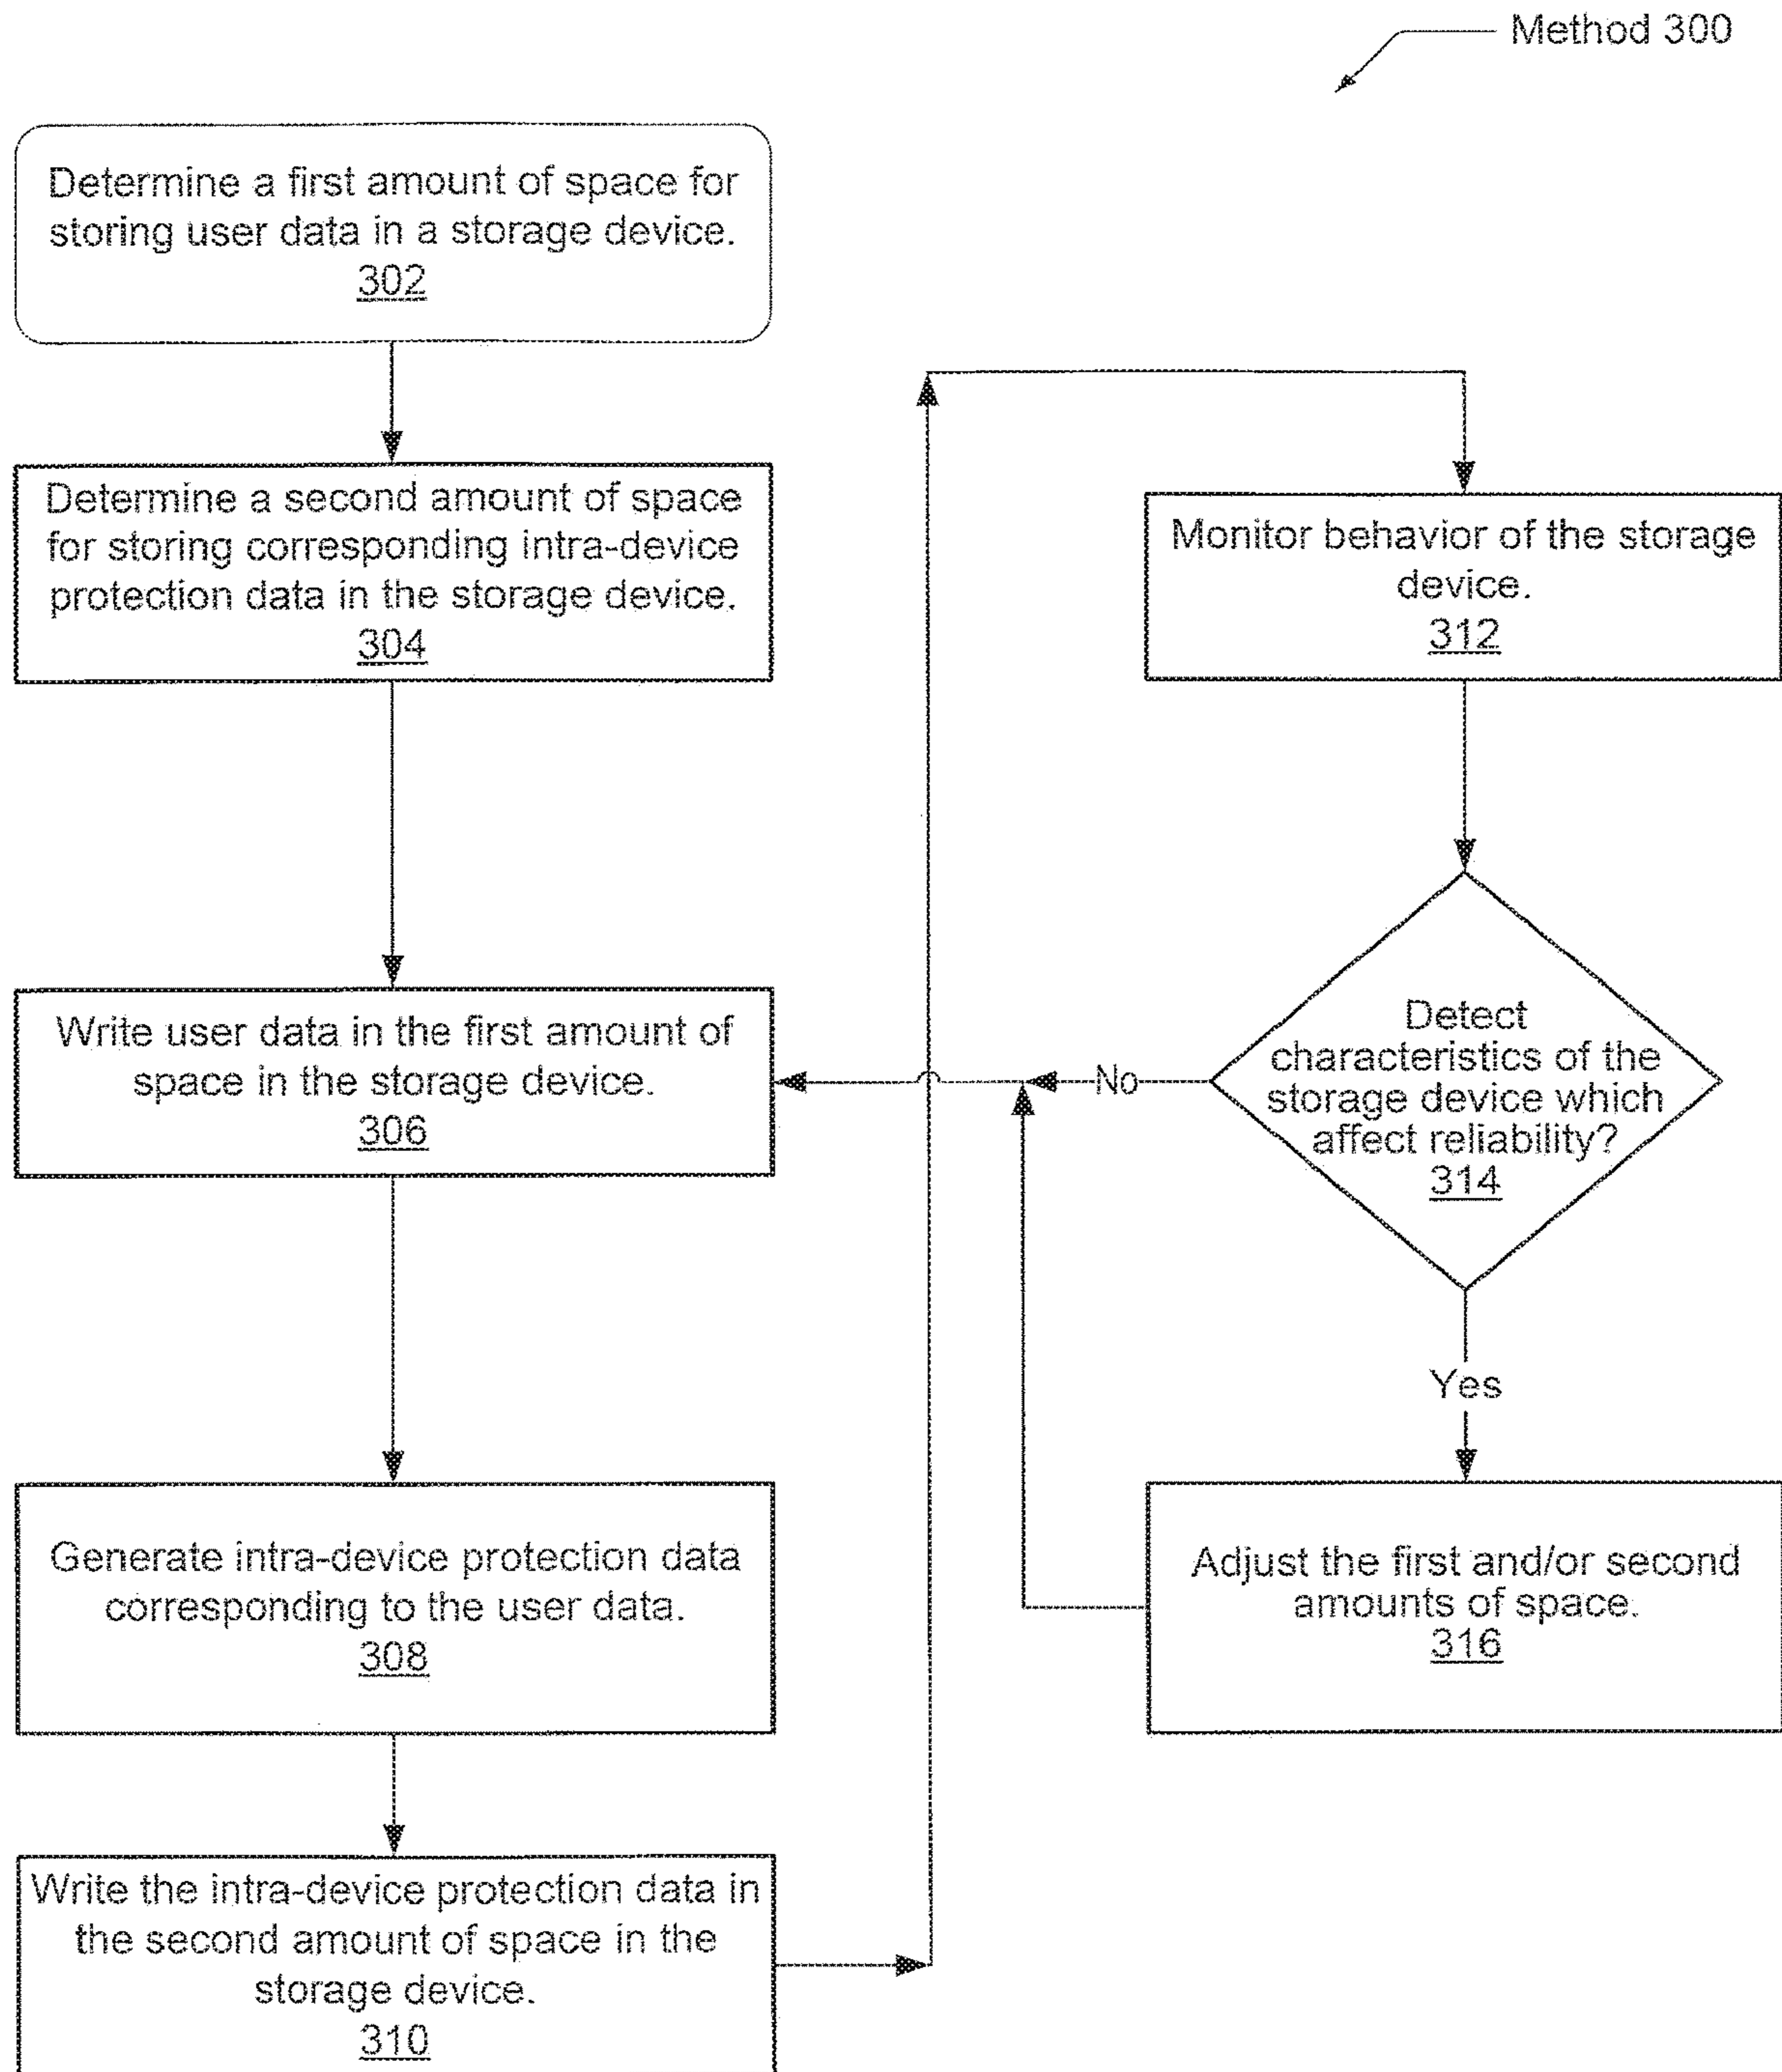 Method 300
Determine a first amount of space for
storing user data in a storage device.
302
Determine a second amount of space
for storing corresponding intra-device
protection data in the storage device.
304
Write user data in the first amount of
space in the storage device.
306
Generate intra-device protection data
corresponding to the user data.
308
Write the intra-device protection data in
the second amount of space in the
storage device.
310
Monitor behavior of the storage
device.
312
Detect
characteristics of the
storage device which
affect reliability?
314
No
Yes
Adjust the first and/or second
amounts of space.
316